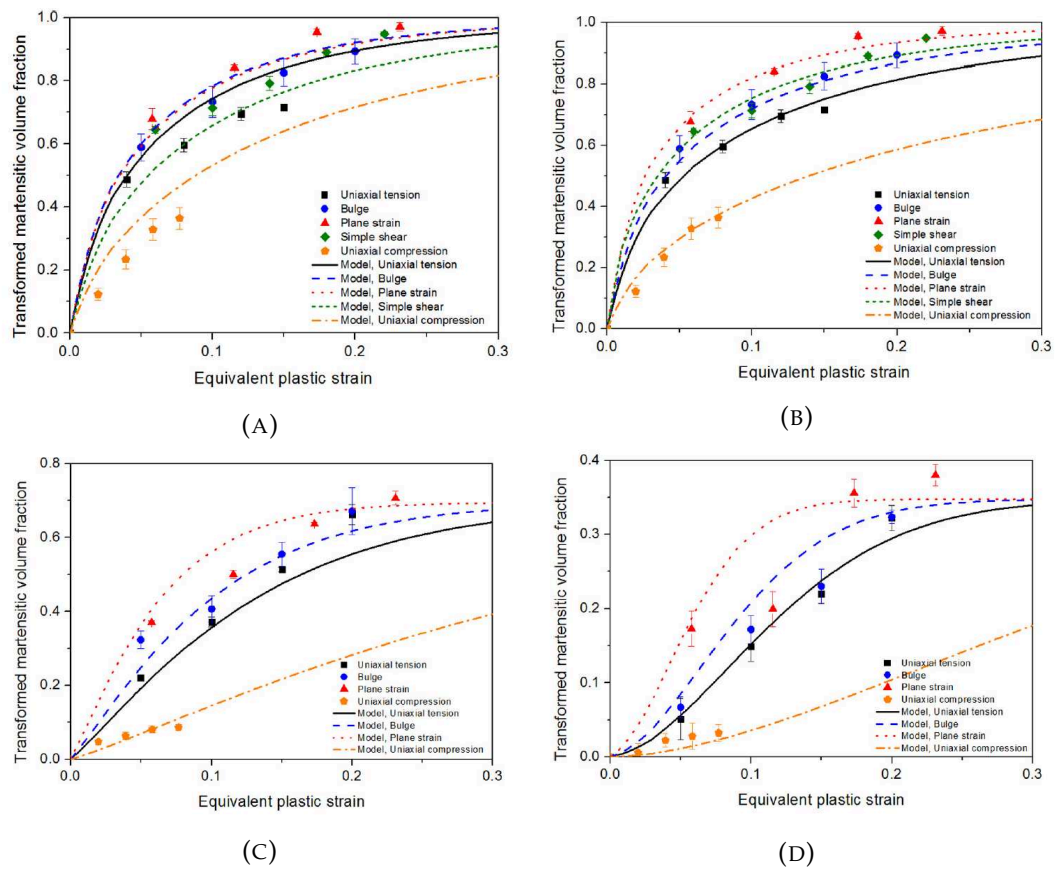 Transformed martensitic volume fraction
1.0
0.8
0.6
0.4
0.2
0.0
0.0
0.1
0.2
0.3
Equivalent plastic strain
Uniaxial tension
Bulge
Plane strain
Simple shear
Uniaxial compression
Model, Uniaxial tension
Model, Bulge
Model, Plane strain
Model, Simple shear
Model, Uniaxial compression
(A)
Transformed martensitic volume fraction
1.0
0.8
0.6
0.4
0.2
0.0
0.0
0.1
0.2
0.3
Equivalent plastic strain
Uniaxial tension
Bulge
Plane strain
Simple shear
Uniaxial compression
Model, Uniaxial tension
Model, Bulge
Model, Plane strain
Model, Simple shear
Model, Uniaxial compression
(B)
Transformed martensitic volume fraction
0.8
0.6
0.4
0.2
0.0
0.0
0.1
0.2
0.3
Equivalent plastic strain
Uniaxial tension
Bulge
Plane strain
Uniaxial compression
Model, Uniaxial tension
Model, Bulge
Model, Plane strain
Model, Uniaxial compression
(C)
Transformed martensitic volume fraction
0.4
0.3
0.2
0.1
0.0
0.0
0.1
0.2
0.3
Equivalent plastic strain
Uniaxial tension
Bulge
Plane strain
Uniaxial compression
Model, Uniaxial tension
Model, Bulge
Model, Plane strain
Model, Uniaxial compression
(D)